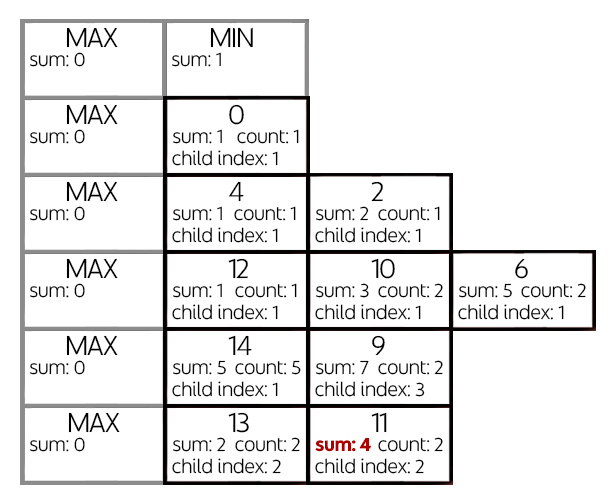 MAX MIN
sum: 0 sum: 1
MAX 0
sum: 0 sum: 1 count: 1
child index: 1
MAX 4 2
sum: 0 sum: 1 count: 1 sum: 2 count: 1
child index: 1 child index: 1
MAX 12 10 6
sum: 0 sum: 1 count: 1 sum: 3 count: 2 sum: 5 count: 2
child index: 1 child index: 1 child index: 1
MAX 14 9
sum: 0 sum: 5 count: 5 sum: 7 count: 2
child index: 1 child index: 3
MAX 13 11
sum: 0 sum: 2 count: 2 sum: 4 count: 2
child index: 2 child index: 2